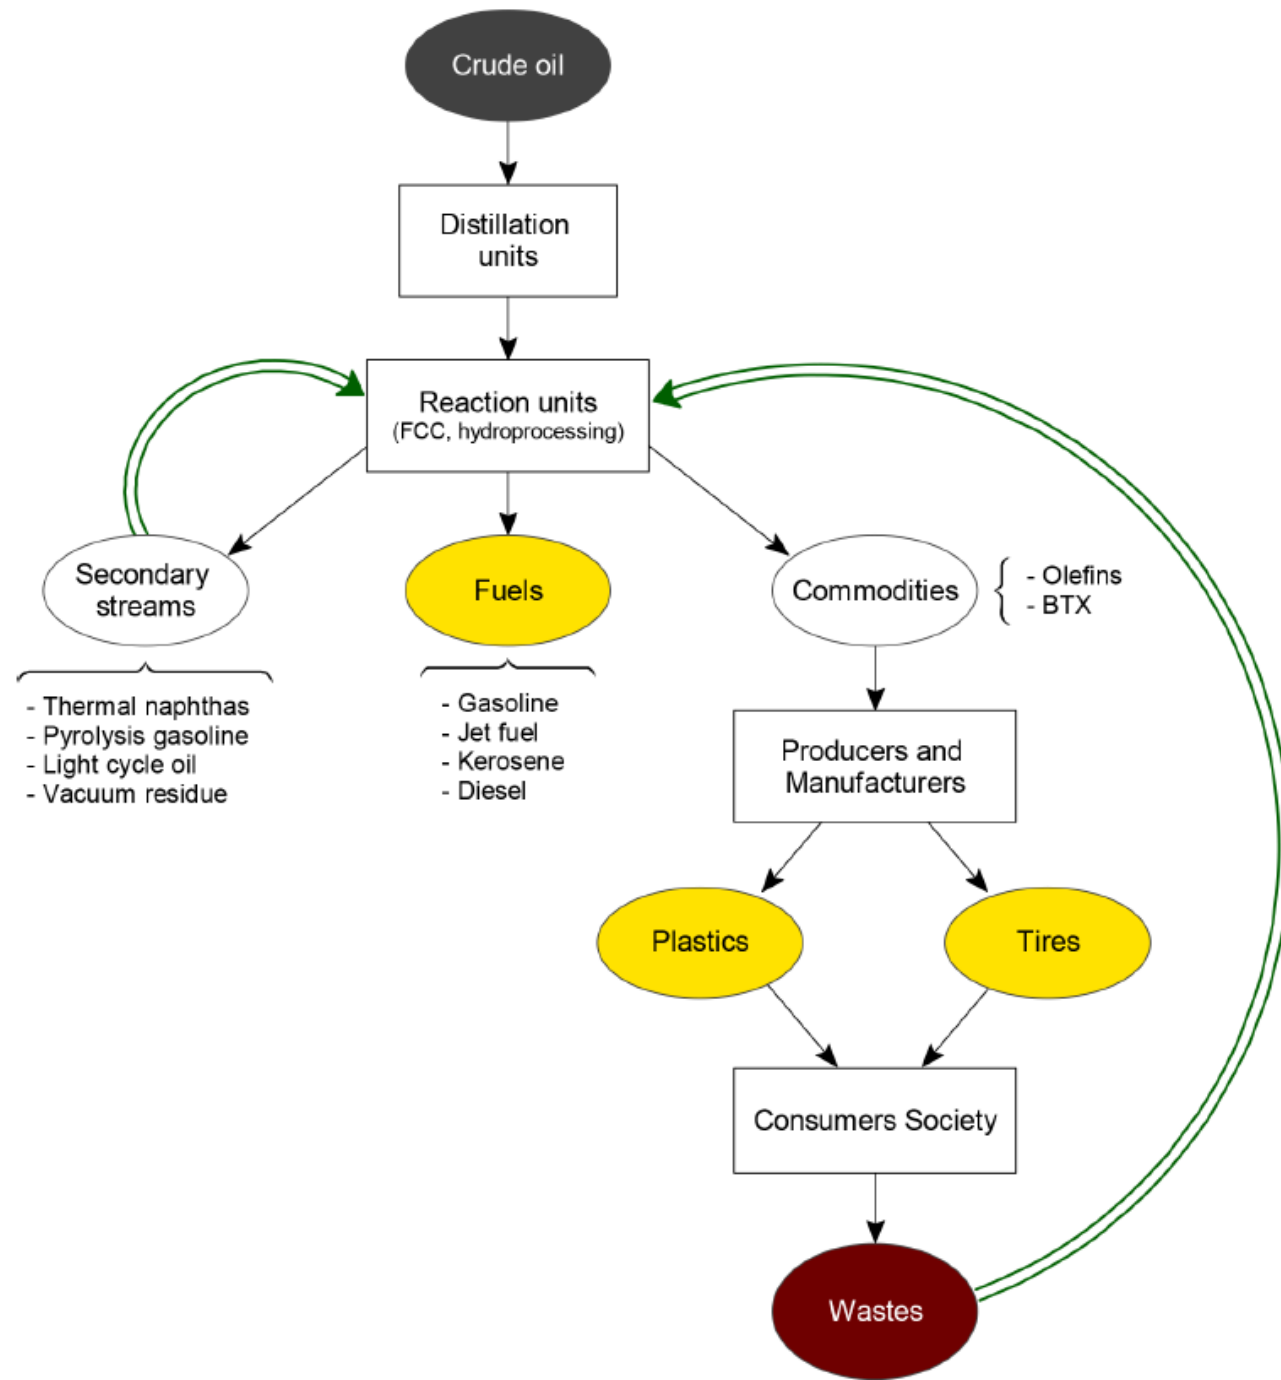 Crude oil
Distillation
units
Reaction units
(FCC, hydroprocessing)
Secondary
streams
Fuels
Commodities
- Olefins
- BTX
- Thermal naphthas
- Pyrolysis gasoline
- Light cycle oil
- Vacuum residue
- Gasoline
- Jet fuel
- Kerosene
- Diesel
Producers and
Manufacturers
Plastics
Tires
Consumers Society
Wastes